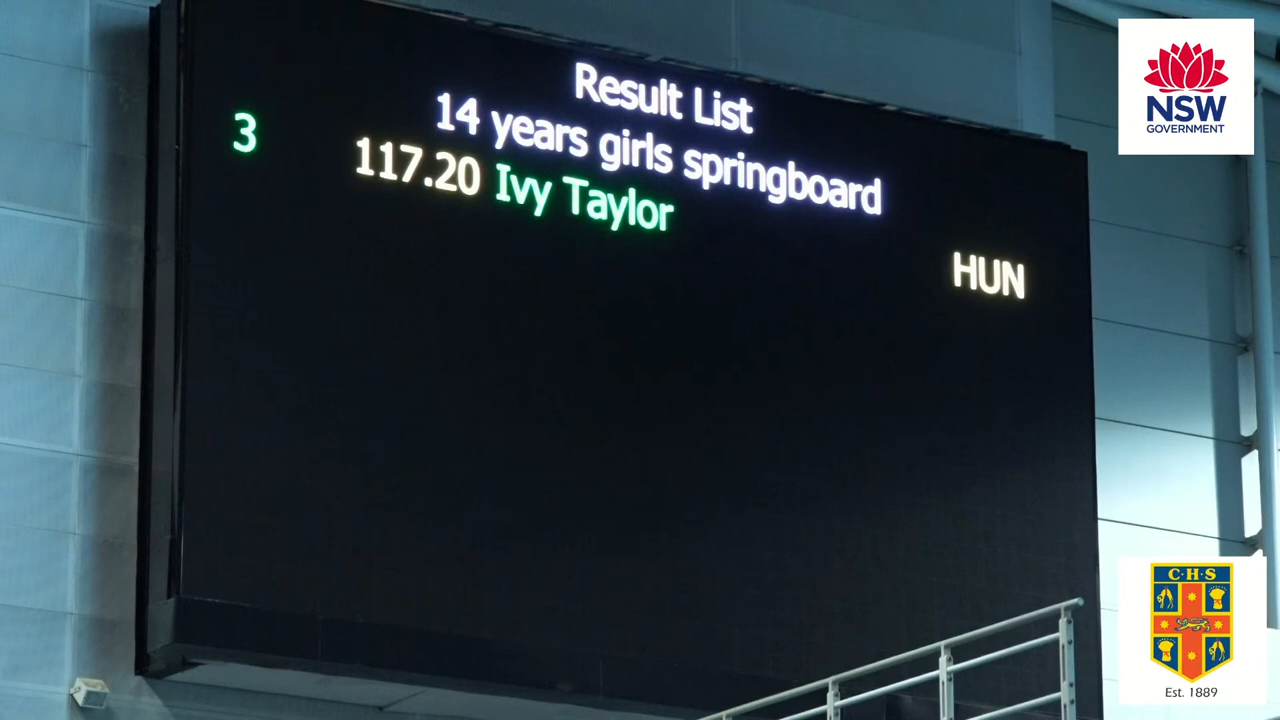 Result List
14 years girls springboard
3 117.20 Ivy Taylor
HUN
NSW
GOVERNMENT
C·H·S
Est. 1889